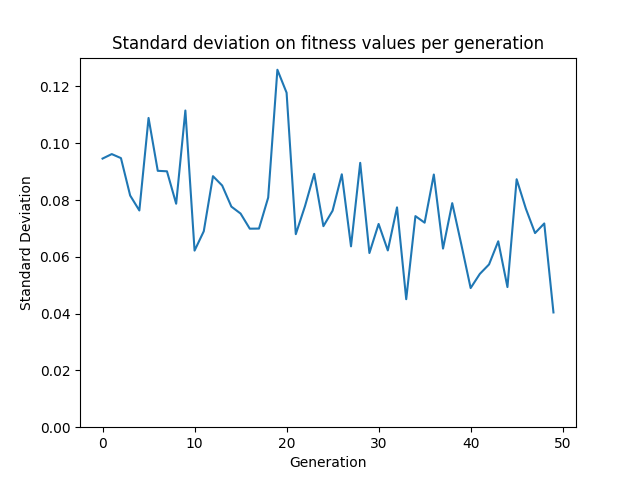 Standard deviation on fitness values per generation
0.12
0.10
0.08
0.06
0.04
0.02
0.00
Standard Deviation
0 10 20 30 40 50
Generation